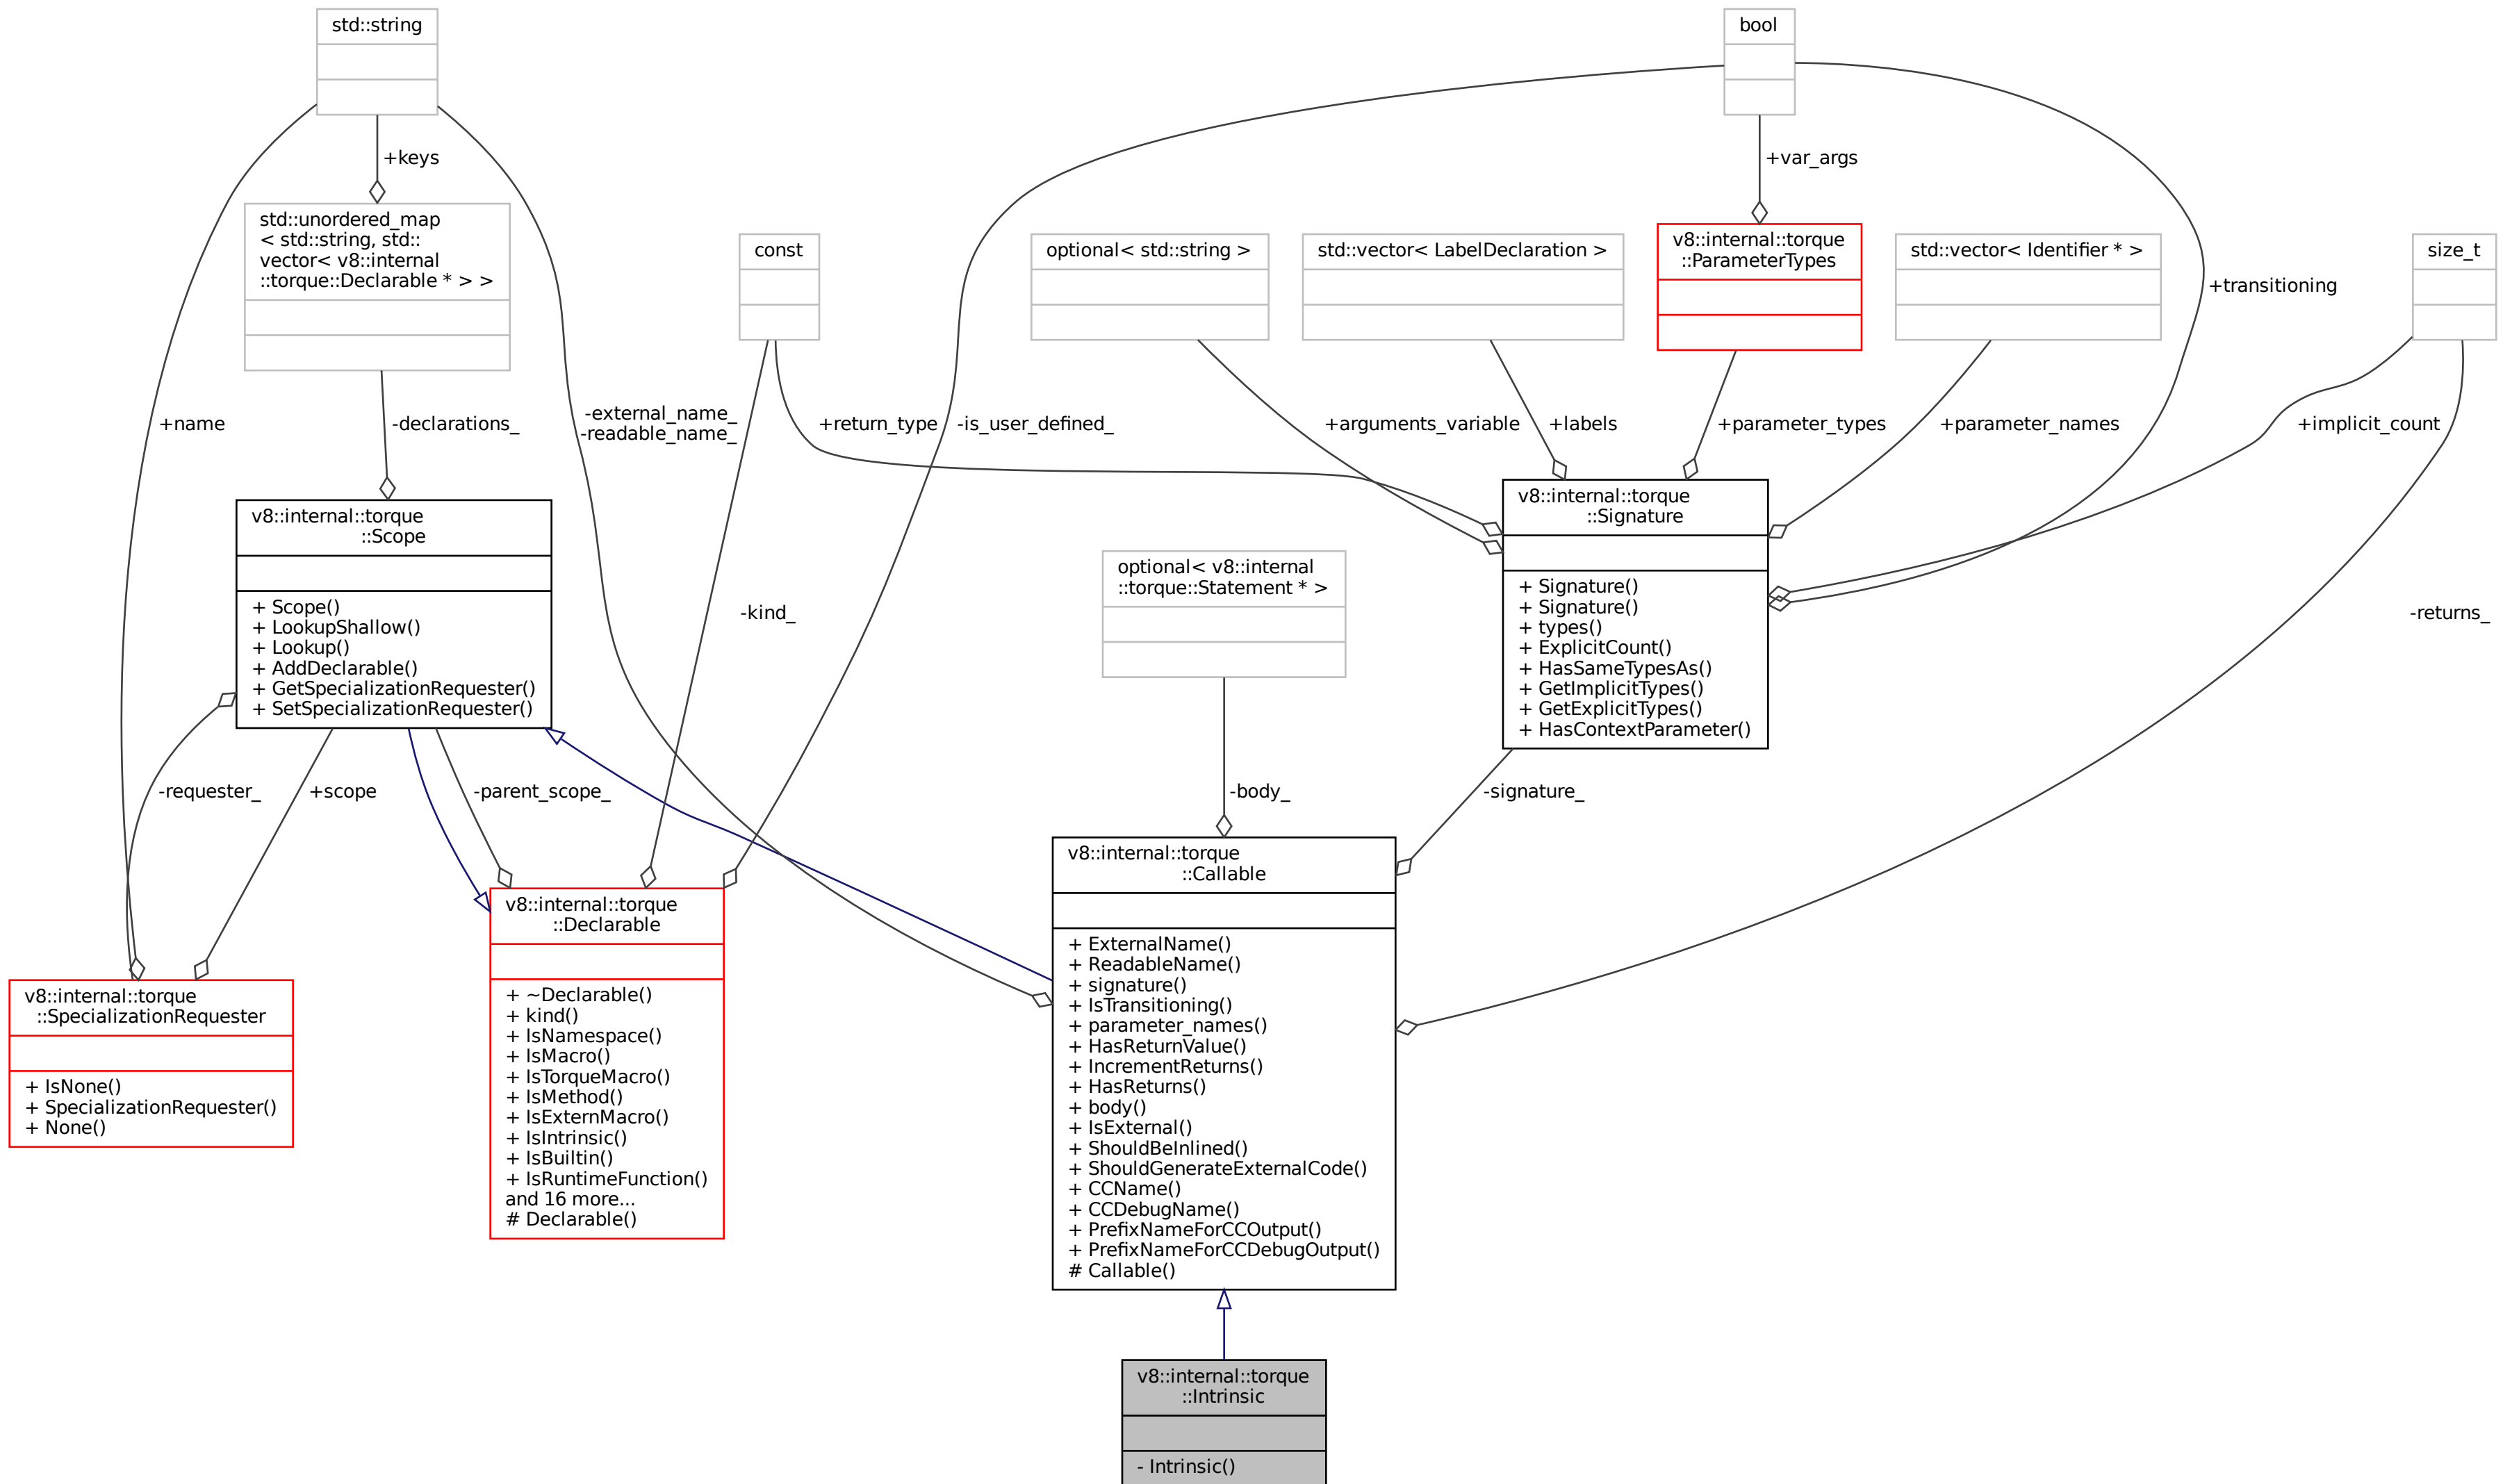 std::string
bool
+keys
+var_args
std::unordered_map
< std::string, std::
vector< v8::internal
::torque::Declarable * > >
const
optional< std::string >
std::vector< LabelDeclaration >
v8::internal::torque
::ParameterTypes
std::vector< Identifier * >
size_t
+transitioning
+name
-declarations_
-external_name_
-readable_name_
+return_type
-is_user_defined_
+arguments_variable
+labels
+parameter_types
+parameter_names
+implicit_count
v8::internal::torque
::Scope
+ Scope()
+ LookupShallow()
+ Lookup()
+ AddDeclarable()
+ GetSpecializationRequester()
+ SetSpecializationRequester()
-kind_
optional< v8::internal
::torque::Statement * >
v8::internal::torque
::Signature
+ Signature()
+ Signature()
+ types()
+ ExplicitCount()
+ HasSameTypesAs()
+ GetImplicitTypes()
+ GetExplicitTypes()
+ HasContextParameter()
-returns_
-requester_
+scope
-parent_scope_
-body_
-signature_
v8::internal::torque
::SpecializationRequester
+ IsNone()
+ SpecializationRequester()
+ None()
v8::internal::torque
::Declarable
+ ~Declarable()
+ kind()
+ IsNamespace()
+ IsMacro()
+ IsTorqueMacro()
+ IsMethod()
+ IsExternMacro()
+ IsIntrinsic()
+ IsBuiltin()
+ IsRuntimeFunction()
and 16 more...
# Declarable()
v8::internal::torque
::Callable
+ ExternalName()
+ ReadableName()
+ signature()
+ IsTransitioning()
+ parameter_names()
+ HasReturnValue()
+ IncrementReturns()
+ HasReturns()
+ body()
+ IsExternal()
+ ShouldBeInlined()
+ ShouldGenerateExternalCode()
+ CCName()
+ CCDebugName()
+ PrefixNameForCCOutput()
+ PrefixNameForCCDebugOutput()
# Callable()
v8::internal::torque
::Intrinsic
- Intrinsic()